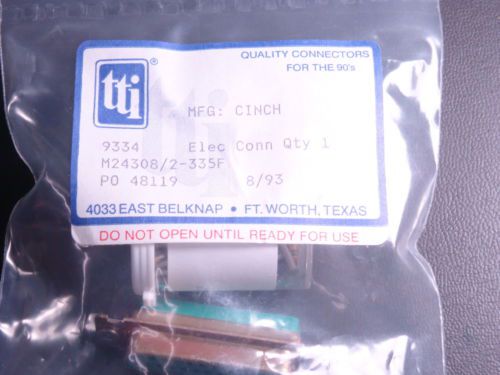 QUALITY CONNECTORS
FOR THE 90's
tti®
MFG: CINCH
9334 Elec Conn Qty 1
M24308/2-335F
PO 48119 8/93
4033 EAST BELKNAP • FT. WORTH, TEXAS
DO NOT OPEN UNTIL READY FOR USE